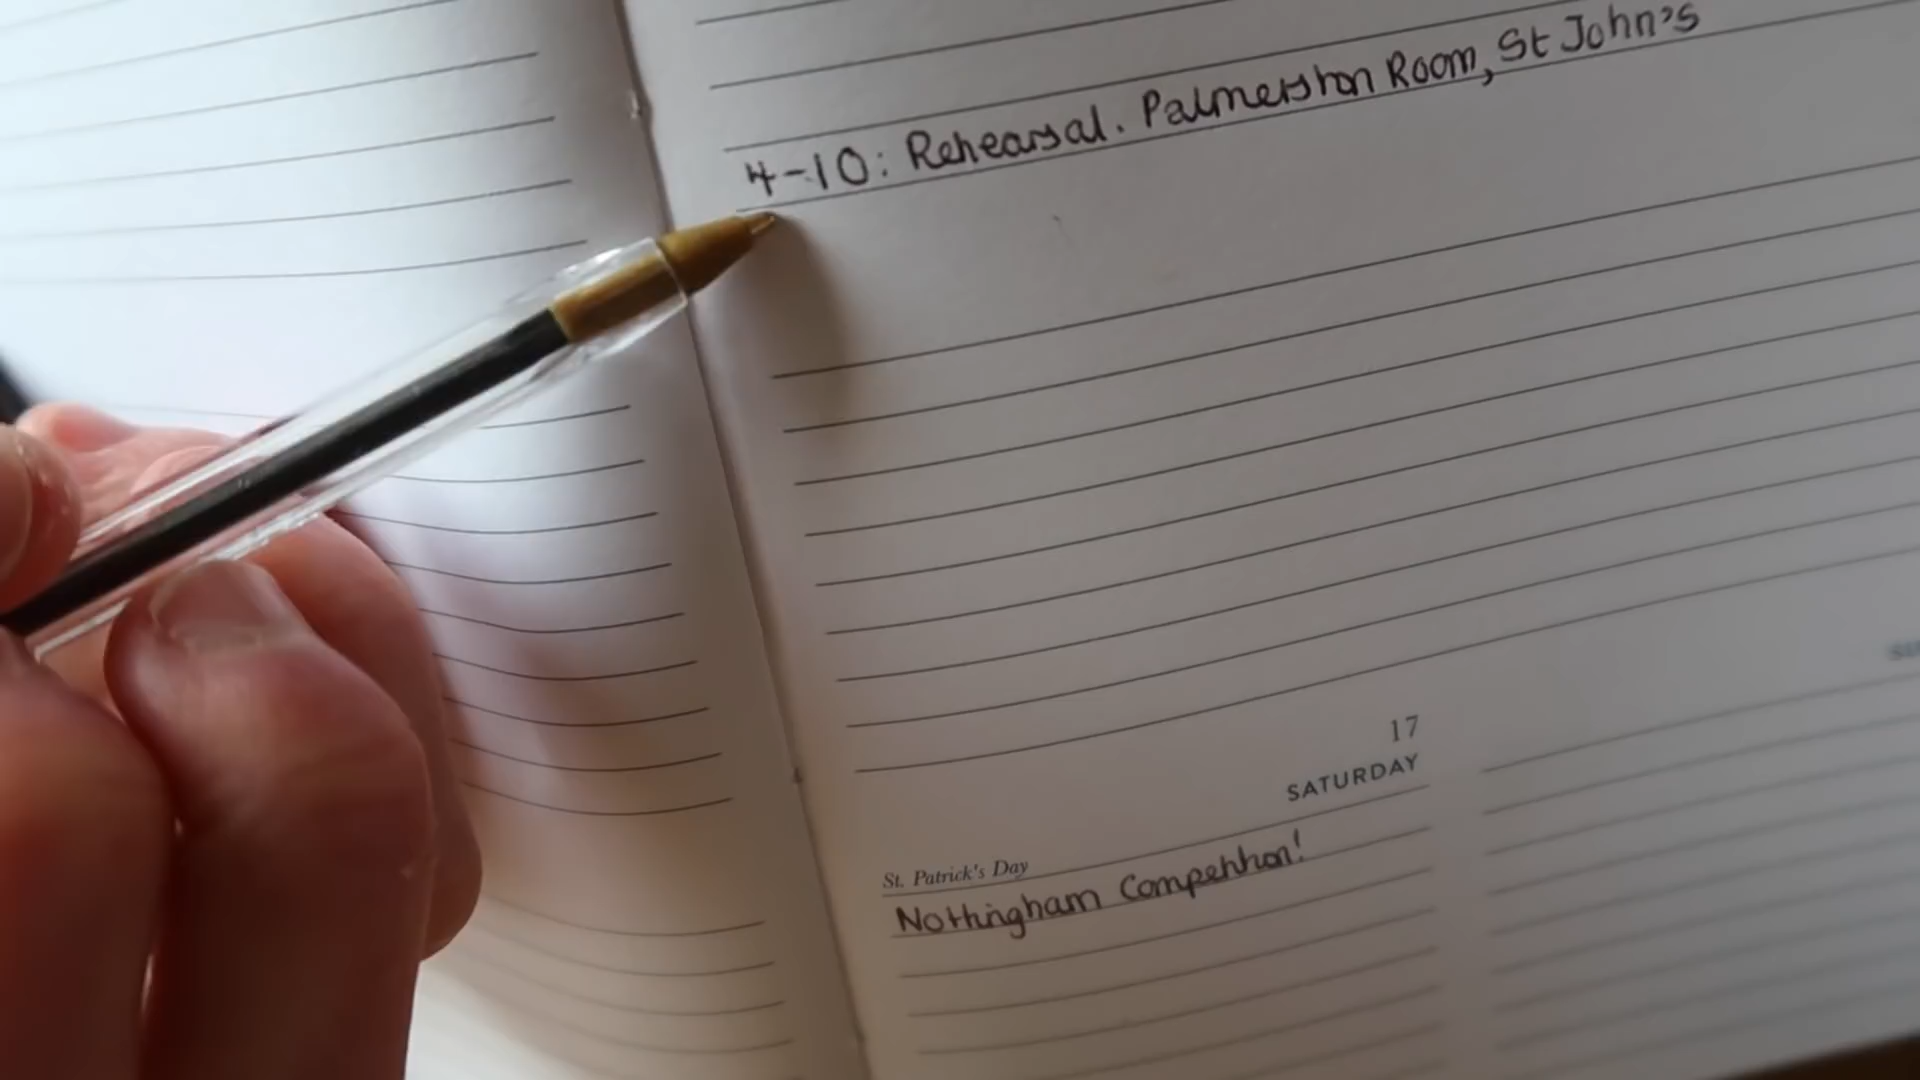 4-10: Rehearsal. Palmerston Room, St John's
17
SATURDAY
St. Patrick's Day
Nottingham Competition!